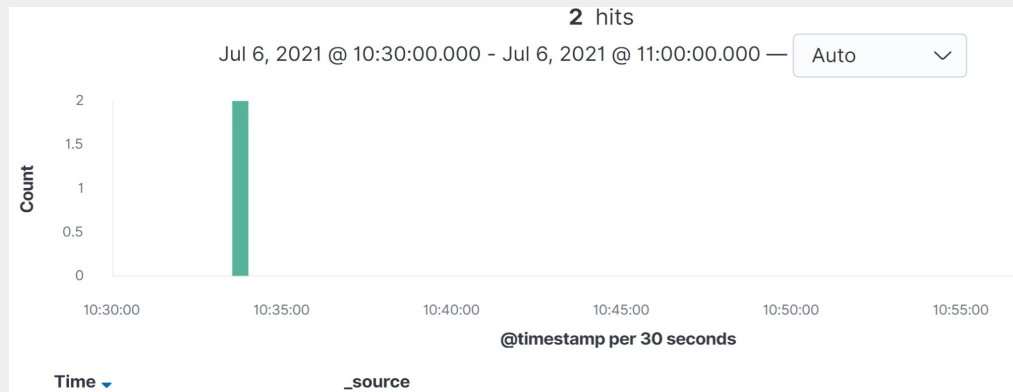 2 hits
Jul 6, 2021 @ 10:30:00.000 - Jul 6, 2021 @ 11:00:00.000 — Auto
2
1.5
1
0.5
0
Count
10:30:00 10:35:00 10:40:00 10:45:00 10:50:00 10:55:00
@timestamp per 30 seconds
Time _source